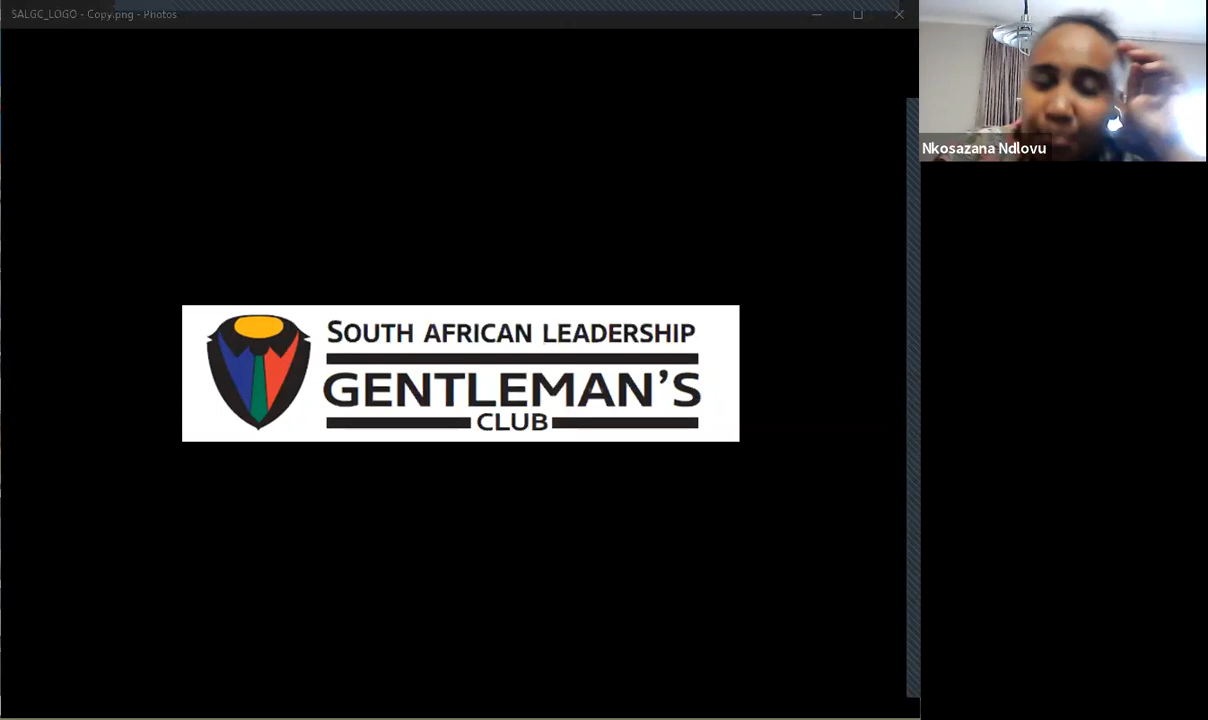 SALGC_LOGO - Copy.png - Photos
Nkosazana Ndlovu
SOUTH AFRICAN LEADERSHIP
GENTLEMAN'S
CLUB